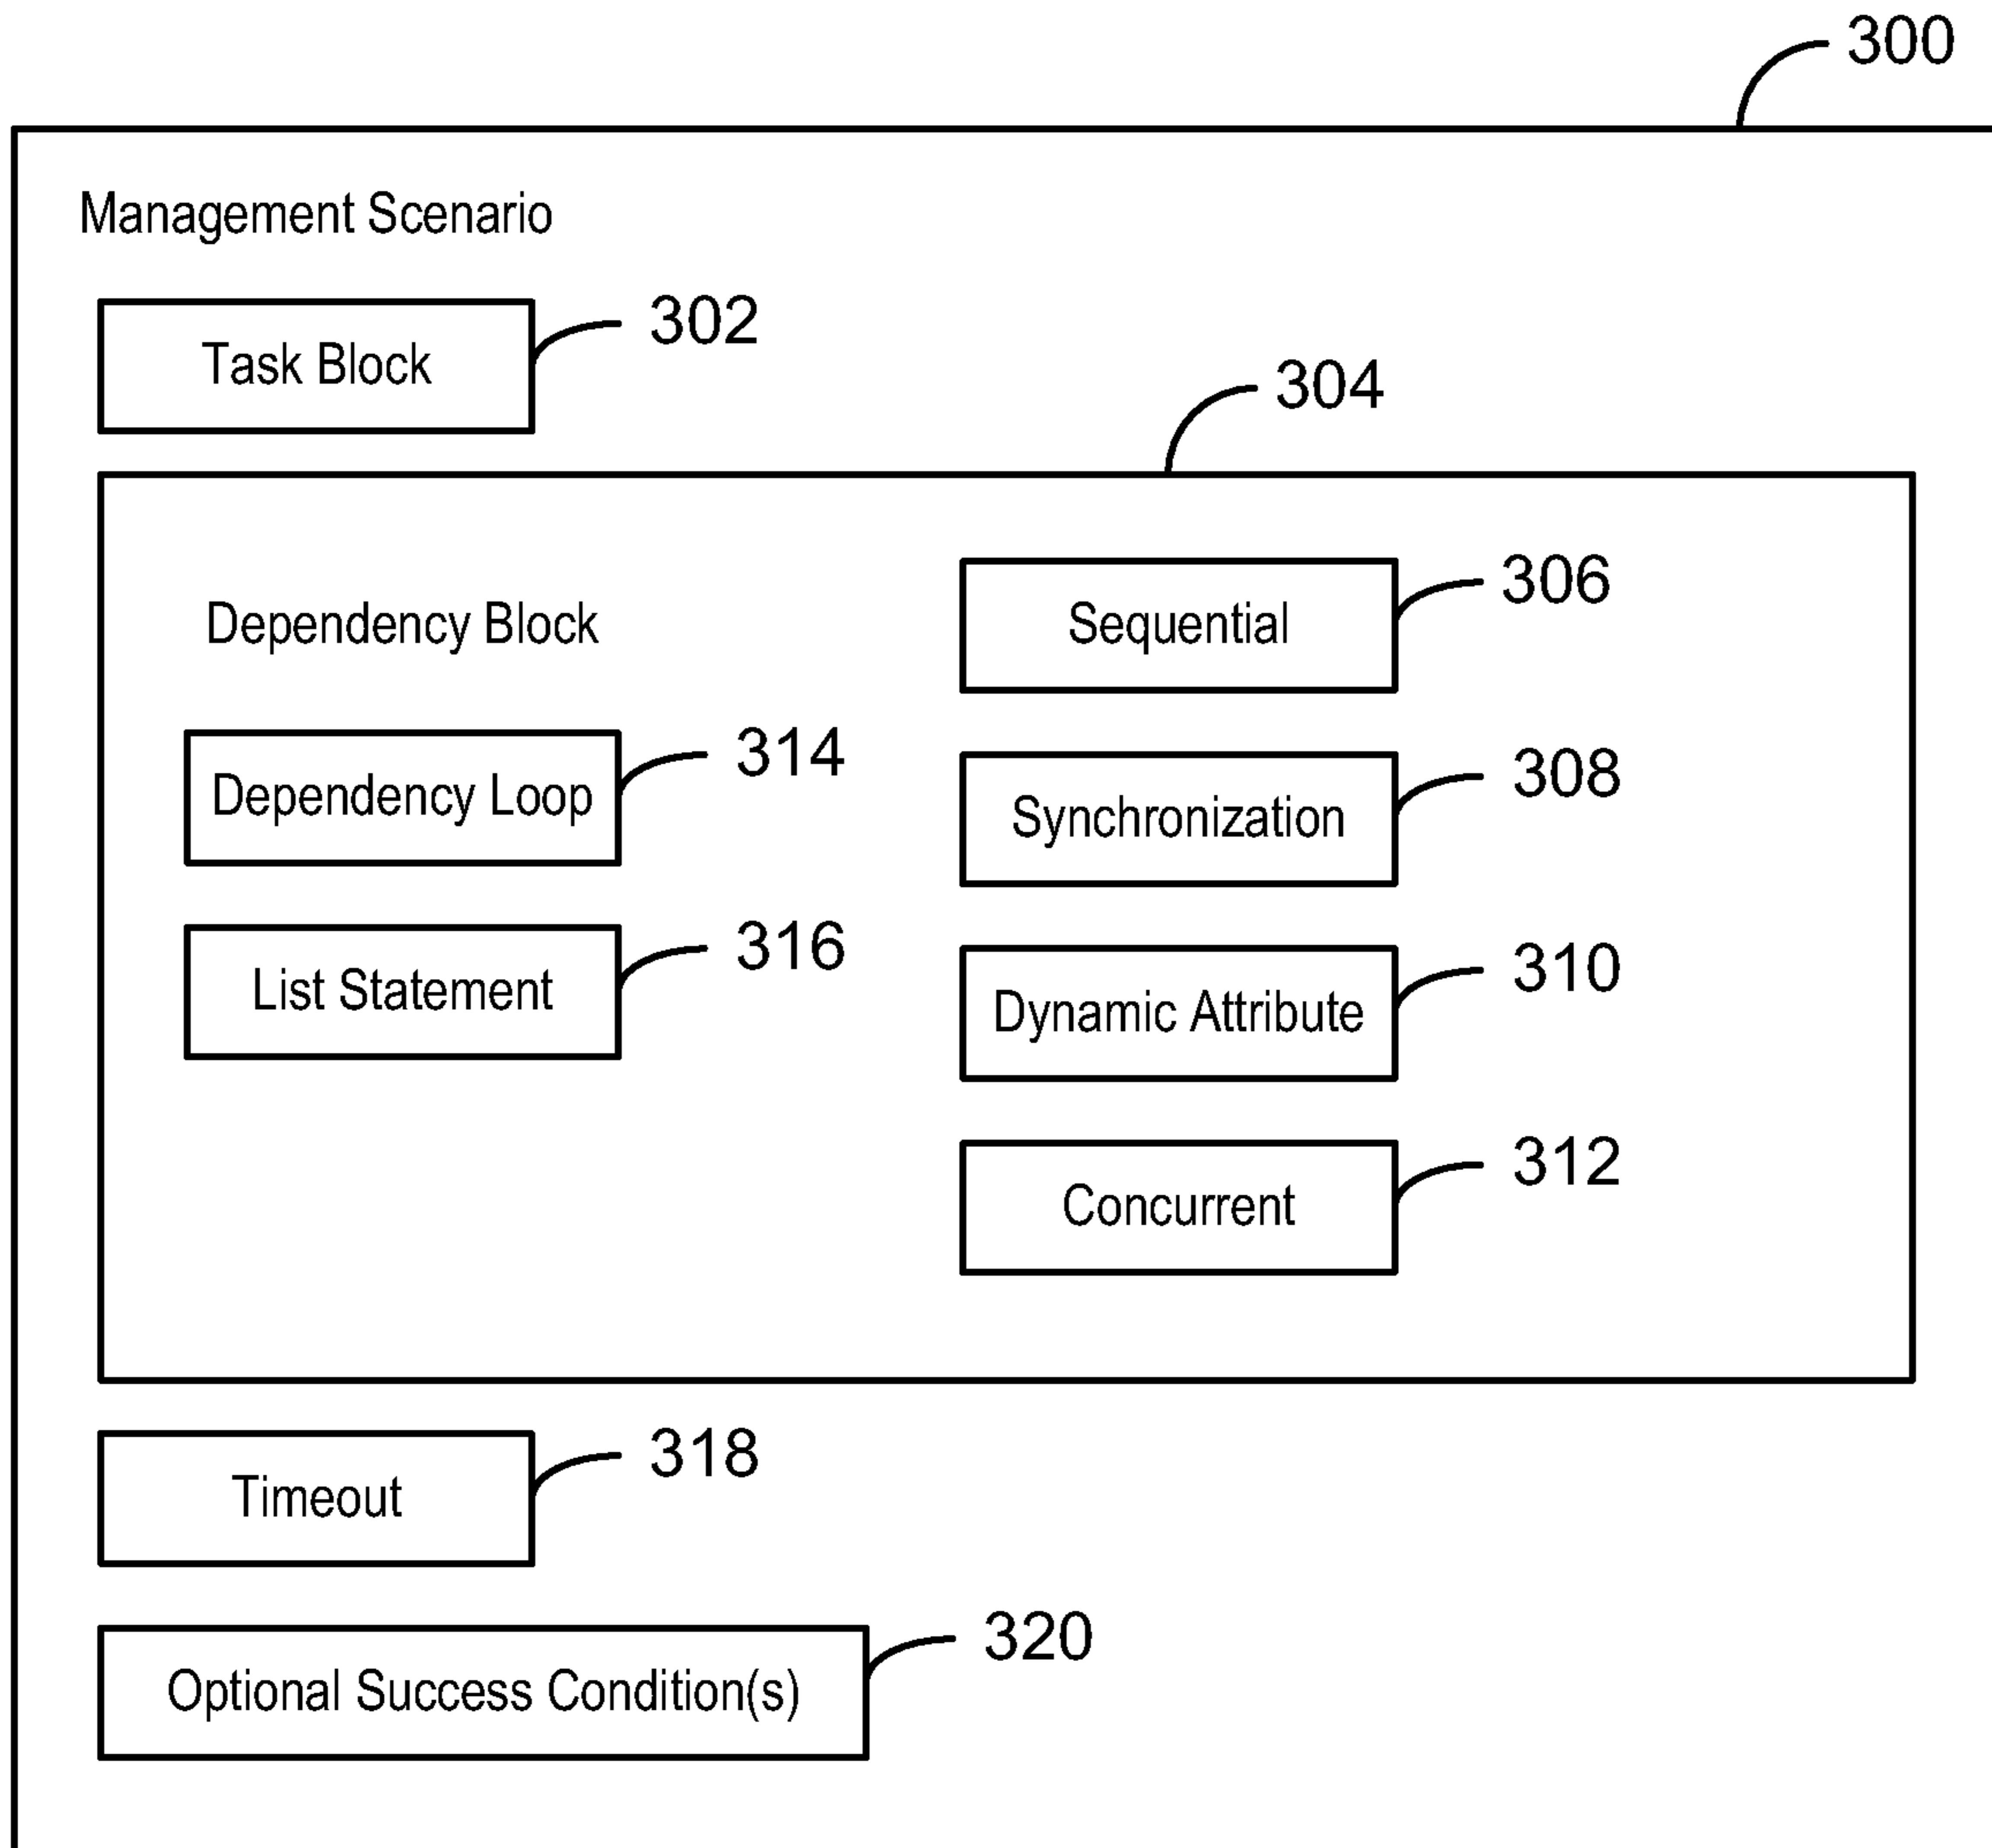 300
Management Scenario
Task Block
302
304
Dependency Block
Sequential
306
Dependency Loop
314
Synchronization
308
List Statement
316
Dynamic Attribute
310
Concurrent
312
Timeout
318
Optional Success Condition(s)
320